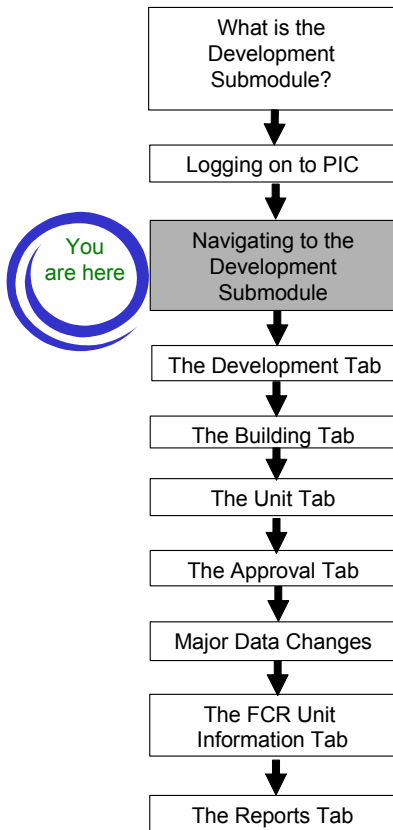 What is the
Development
Submodule?
Logging on to PIC
You
are here
Navigating to the
Development
Submodule
The Development Tab
The Building Tab
The Unit Tab
The Approval Tab
Major Data Changes
The FCR Unit
Information Tab
The Reports Tab